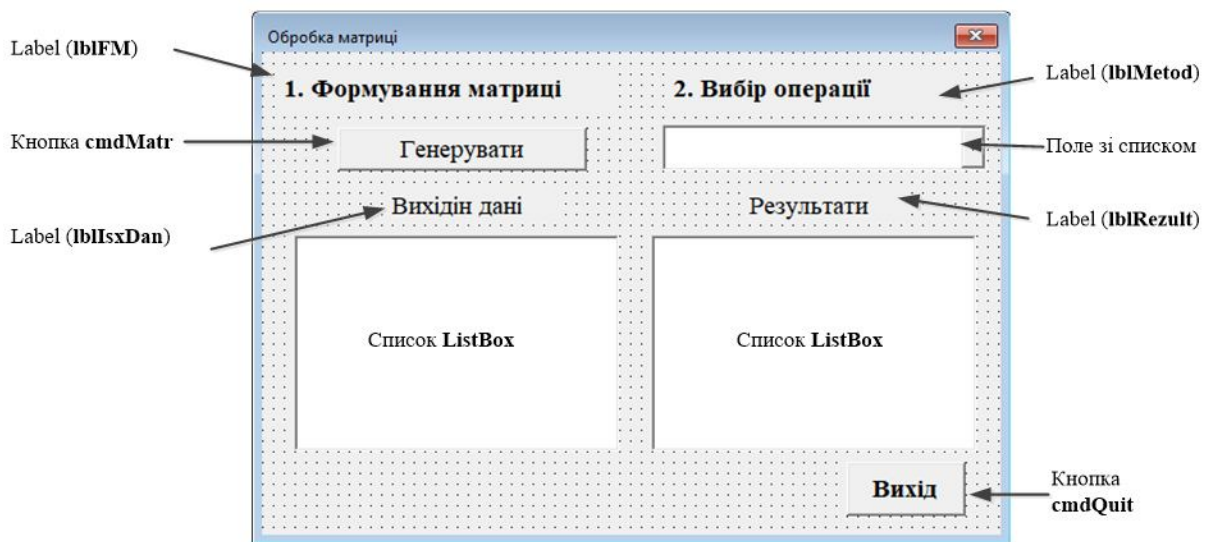 Обробка матриці
Label (lblFM)
1. Формування матриці
2. Вибір операції
Label (lblMetod)
Кнопка cmdMatr
Генерувати
Поле зі списком
Вихідін дані
Результати
Label (lblIsxDan)
Label (lblRezult)
Список ListBox
Список ListBox
Вихід
Кнопка
cmdQuit